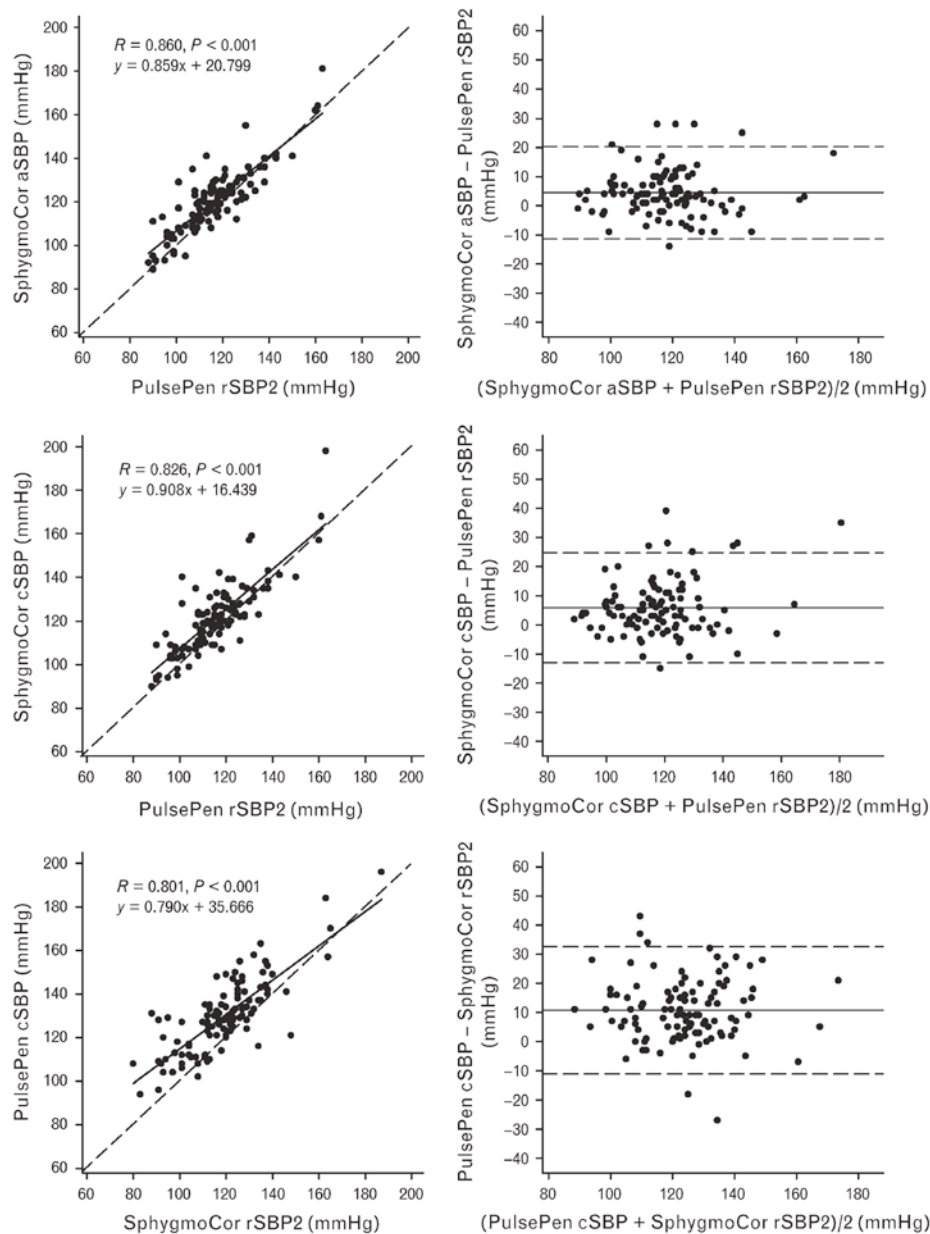 R = 0.860, P < 0.001
y = 0.859x + 20.799
SphygmoCor aSBP (mmHg)
200
180
160
140
120
100
80
60
60 80 100 120 140 160 180 200
PulsePen rSBP2 (mmHg)
SphygmoCor aSBP – PulsePen rSBP2
(mmHg)
60
50
40
30
20
10
0
–10
–20
–30
–40
80 100 120 140 160 180
(SphygmoCor aSBP + PulsePen rSBP2)/2 (mmHg)
R = 0.826, P < 0.001
y = 0.908x + 16.439
SphygmoCor cSBP (mmHg)
200
180
160
140
120
100
80
60
60 80 100 120 140 160 180 200
PulsePen rSBP2 (mmHg)
SphygmoCor cSBP – PulsePen rSBP2
(mmHg)
60
50
40
30
20
10
0
–10
–20
–30
–40
80 100 120 140 160 180
(SphygmoCor cSBP + PulsePen rSBP2)/2 (mmHg)
R = 0.801, P < 0.001
y = 0.790x + 35.666
PulsePen cSBP (mmHg)
200
180
160
140
120
100
80
60
60 80 100 120 140 160 180 200
SphygmoCor rSBP2 (mmHg)
PulsePen cSBP – SphygmoCor rSBP2
(mmHg)
60
50
40
30
20
10
0
–10
–20
–30
–40
80 100 120 140 160 180
(PulsePen cSBP + SphygmoCor rSBP2)/2 (mmHg)